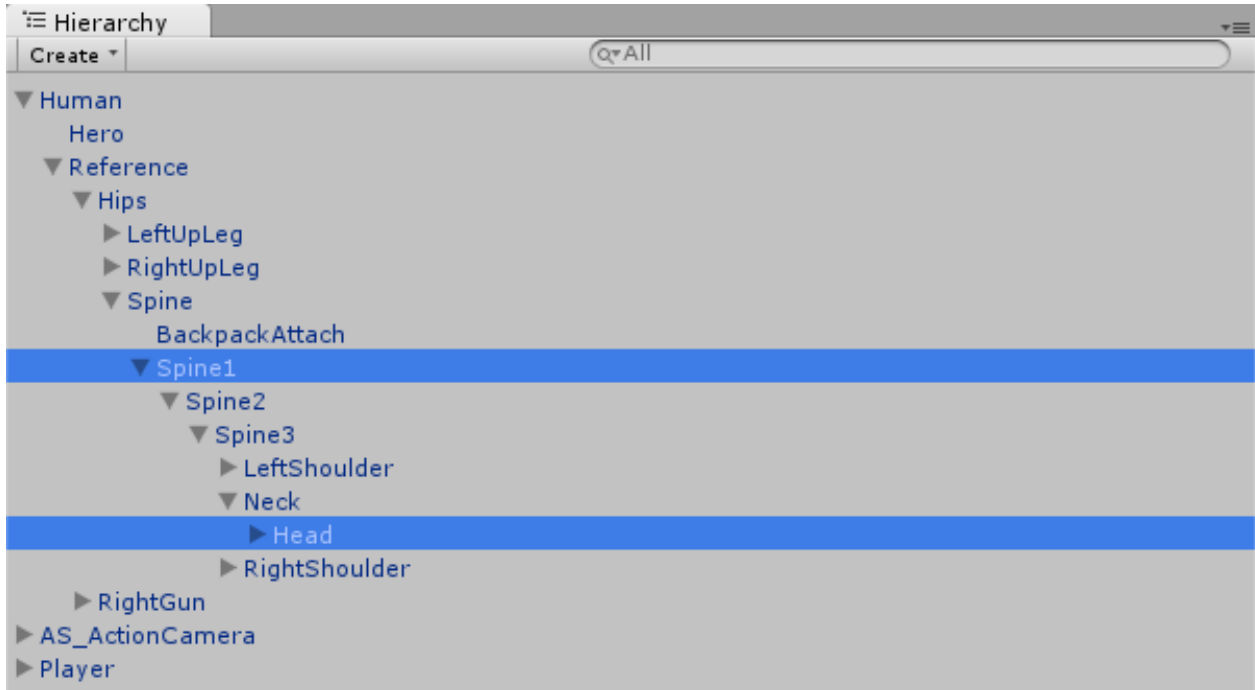 Hierarchy
Create All
Human
Hero
Reference
Hips
LeftUpLeg
RightUpLeg
Spine
BackpackAttach
Spine1
Spine2
Spine3
LeftShoulder
Neck
Head
RightShoulder
RightGun
AS_ActionCamera
Player